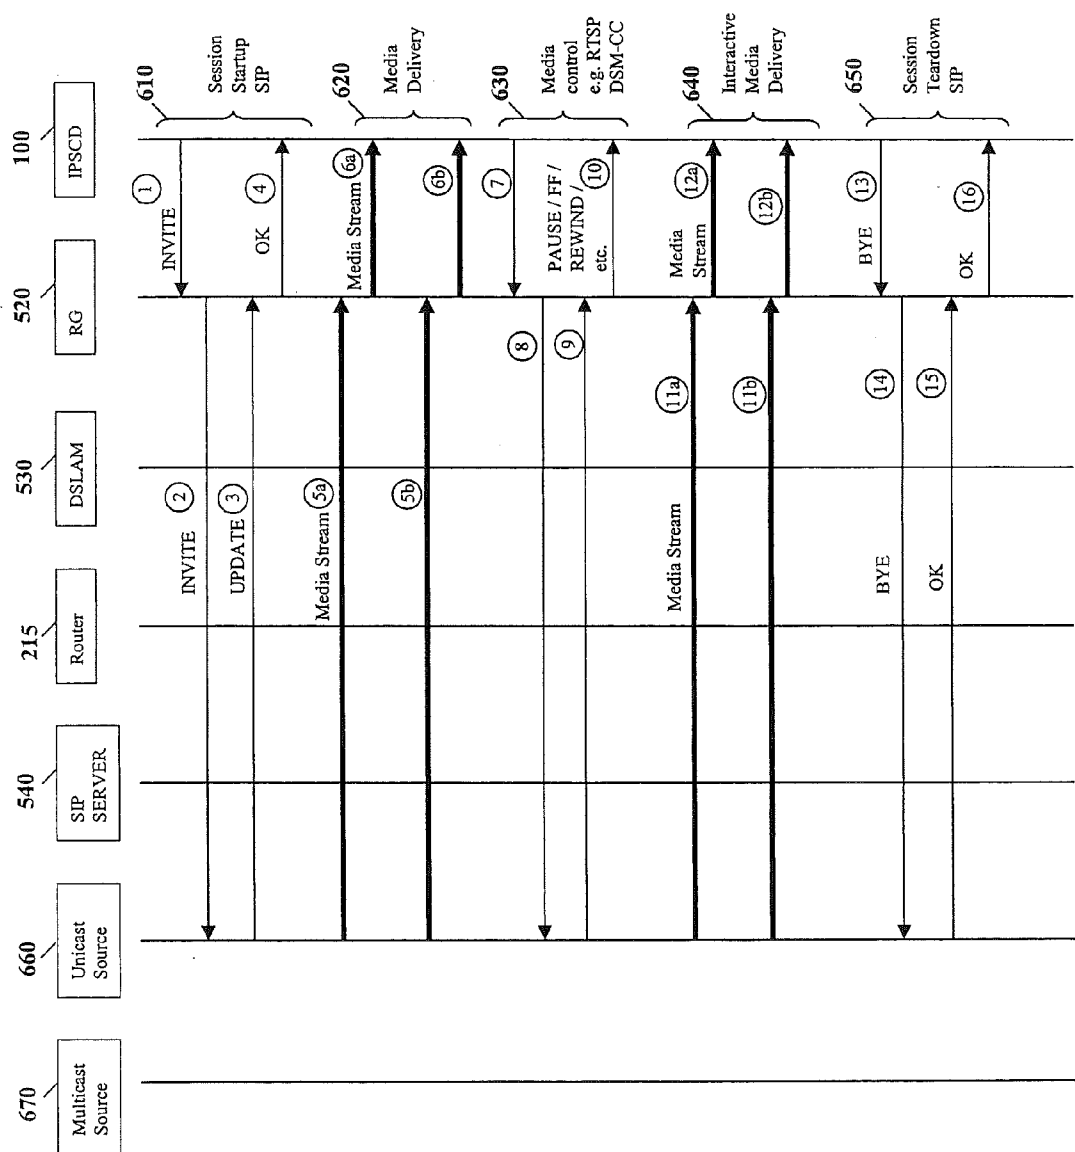 670
Multicast
Source
660
Unicast
Source
540
SIP
SERVER
215
Router
530
DSLAM
520
RG
100
IPSCD
INVITE
1
INVITE
2
UPDATE
3
OK
4
610
Session
Startup
SIP
Media Stream
5a
Media Stream
6a
5b
6b
620
Media
Delivery
7
8
9
PAUSE / FF /
REWIND /
etc.
10
630
Media
control
e.g. RTSP
DSM-CC
Media Stream
11a
Media
Stream
12a
11b
12b
640
Interactive
Media
Delivery
BYE
13
BYE
14
OK
15
OK
16
650
Session
Teardown
SIP